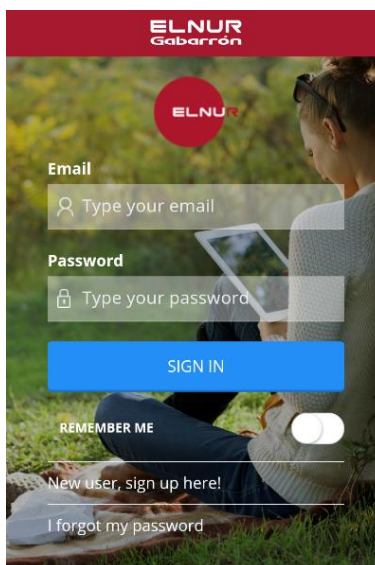 ELNUR
Gabarrón
ELNUR
Email
Type your email
Password
Type your password
SIGN IN
REMEMBER ME
New user, sign up here!
I forgot my password